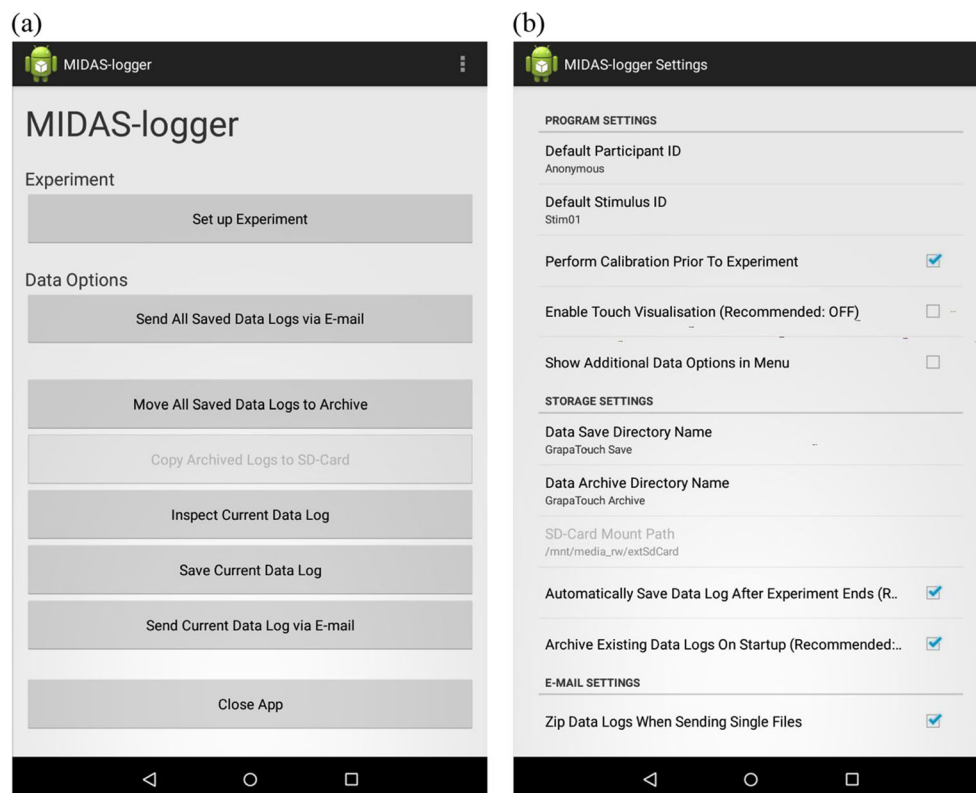 (a)
MIDAS-logger
MIDAS-logger
Experiment
Set up Experiment
Data Options
Send All Saved Data Logs via E-mail
Move All Saved Data Logs to Archive
Copy Archived Logs to SD-Card
Inspect Current Data Log
Save Current Data Log
Send Current Data Log via E-mail
Close App
(b)
MIDAS-logger Settings
PROGRAM SETTINGS
Default Participant ID
Anonymous
Default Stimulus ID
Stim01
Perform Calibration Prior To Experiment
Enable Touch Visualisation (Recommended: OFF)
Show Additional Data Options in Menu
STORAGE SETTINGS
Data Save Directory Name
GrapaTouch Save
Data Archive Directory Name
GrapaTouch Archive
SD-Card Mount Path
/mnt/media_rw/extSdCard
Automatically Save Data Log After Experiment Ends (R..
Archive Existing Data Logs On Startup (Recommended:..
E-MAIL SETTINGS
Zip Data Logs When Sending Single Files